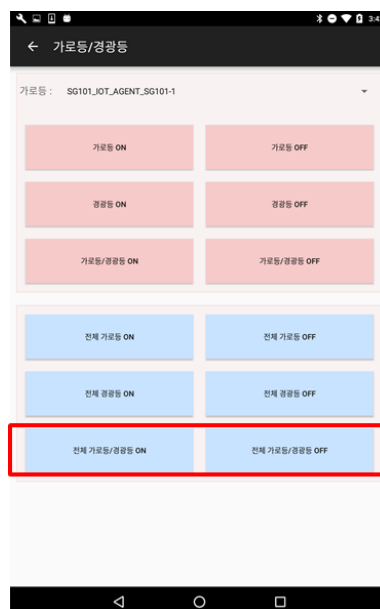 3:4
가로등/경광등
가로등 : SG101_IOT_AGENT_SG101-1
가로등 ON 가로등 OFF
경광등 ON 경광등 OFF
가로등/경광등 ON 가로등/경광등 OFF
전체 가로등 ON 전체 가로등 OFF
전체 경광등 ON 전체 경광등 OFF
전체 가로등/경광등 ON 전체 가로등/경광등 OFF